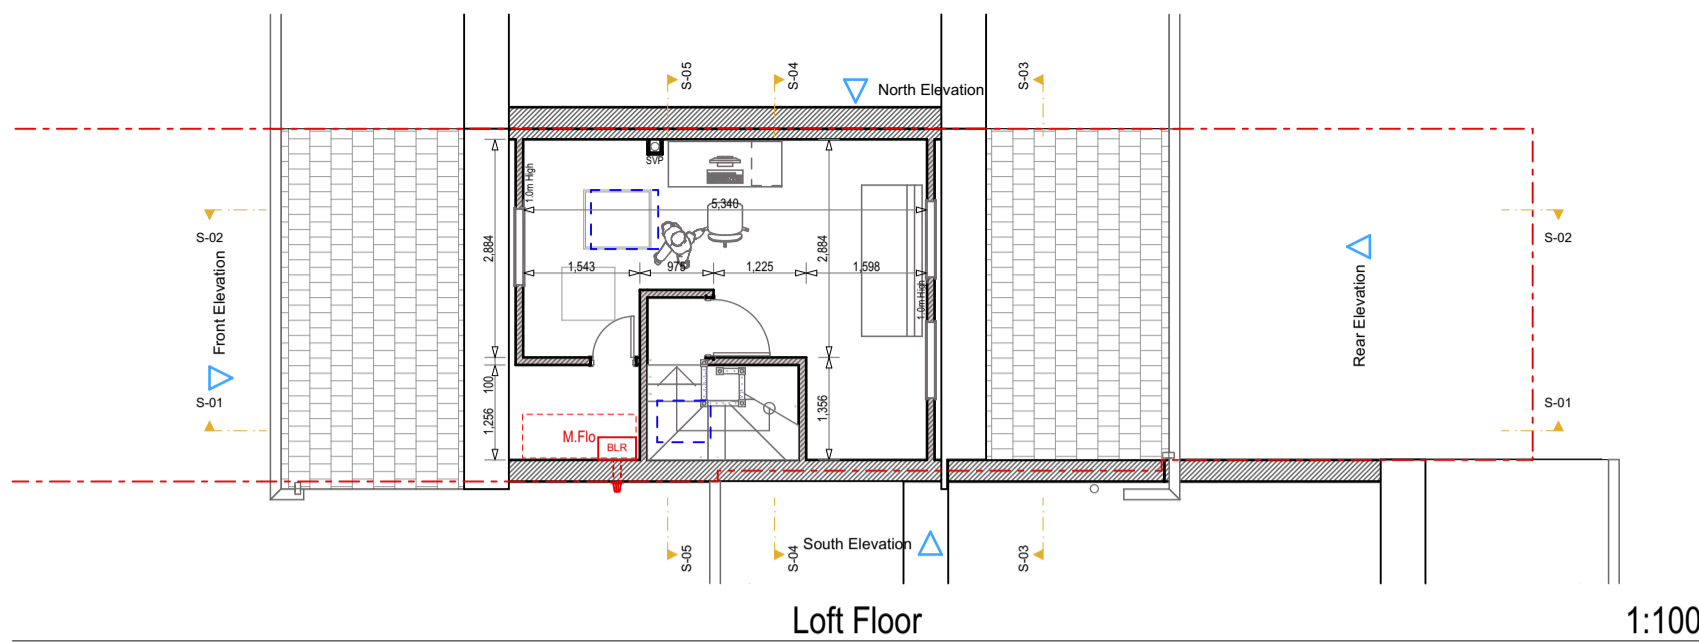 S-05
S-04
S-03
North Elevation
SVP
1.0m High
5,340
S-02
S-02
2,884
2,884
Front Elevation
Rear Elevation
1,543
975
1,225
1,598
1.0m High
100
S-01
S-01
1,256
1,356
M.Flo
BLR
South Elevation
S-05
S-04
S-03
Loft Floor
1:100